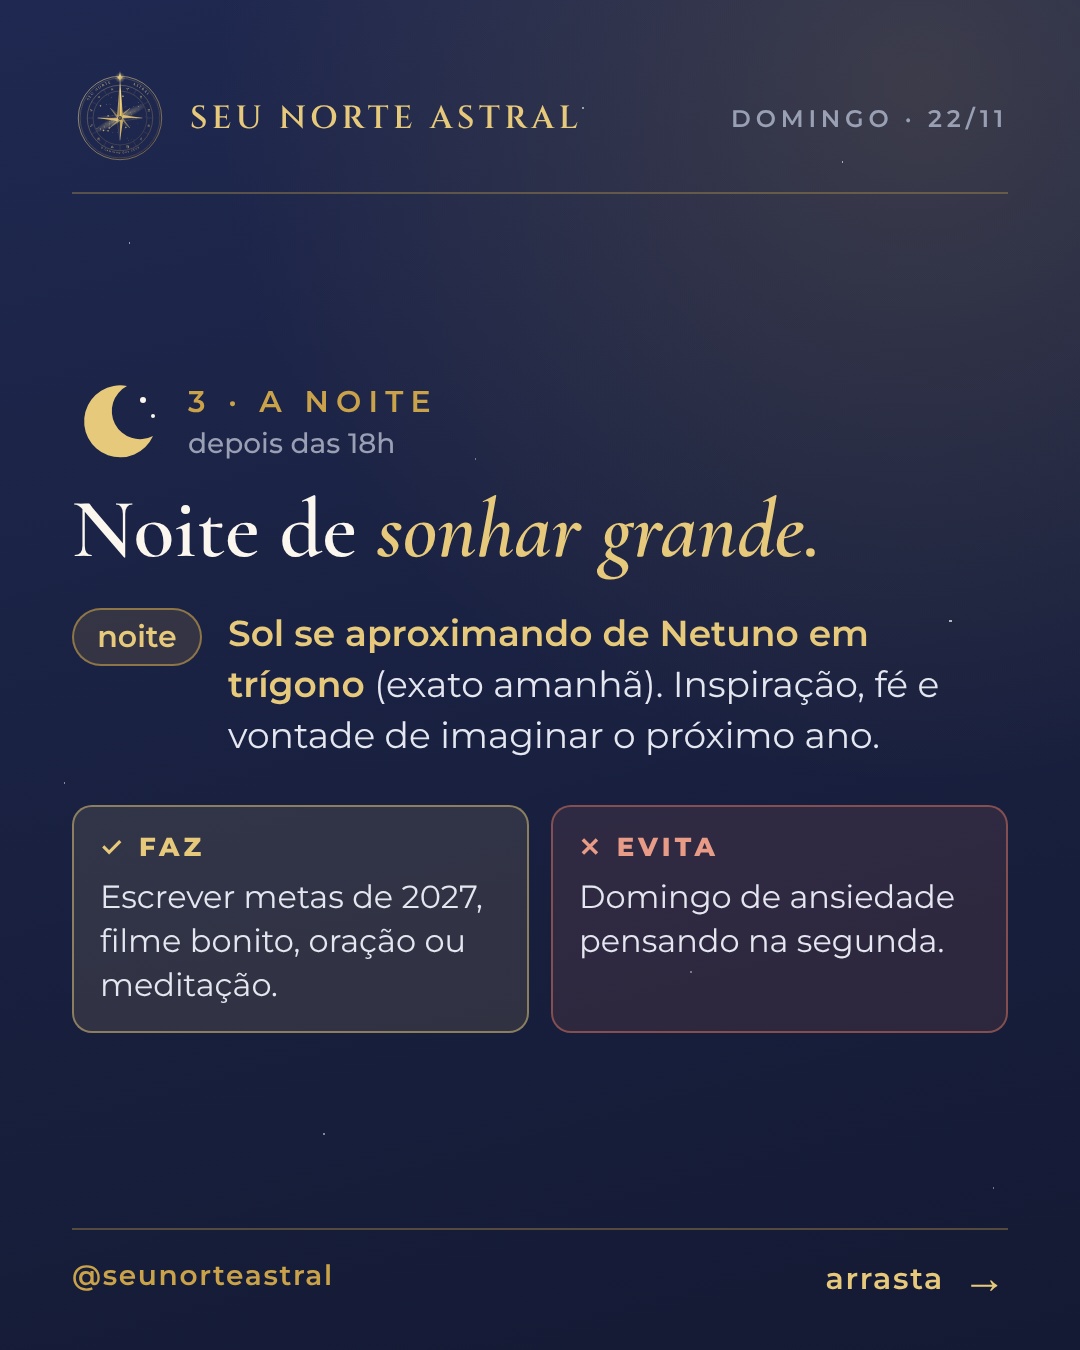 SEU NORTE ASTRAL
DOMINGO · 22/11
3 · A NOITE
depois das 18h
Noite de sonhar grande.
noite
Sol se aproximando de Netuno em
trígono (exato amanhã). Inspiração, fé e
vontade de imaginar o próximo ano.
✓ FAZ
Escrever metas de 2027,
filme bonito, oração ou
meditação.
✕ EVITA
Domingo de ansiedade
pensando na segunda.
@seunorteastral
arrasta →